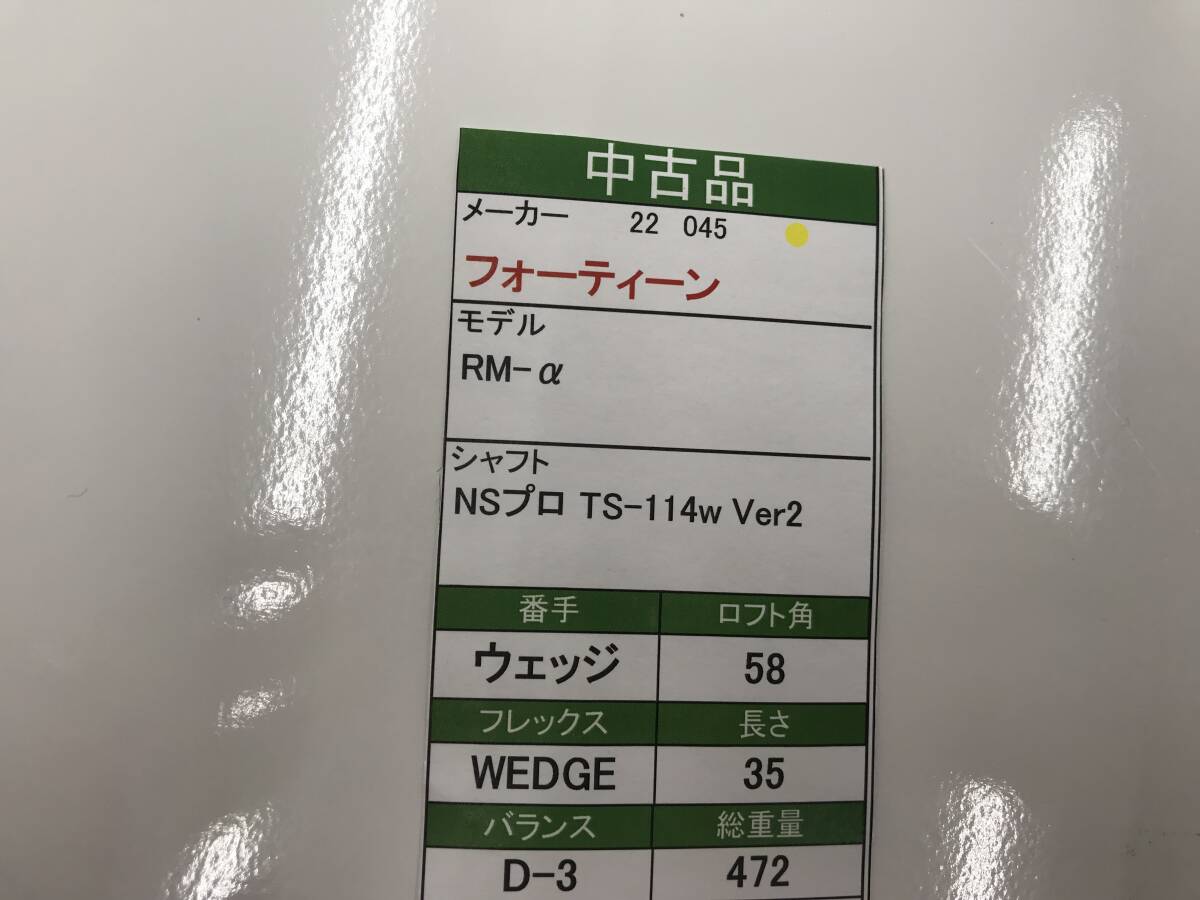 中古品
メーカー 22 045
フォーティーン
モデル
RM-α
シャフト
NSプロ TS-114w Ver2
番手 ロフト角
ウェッジ 58
フレックス 長さ
WEDGE 35
バランス 総重量
D-3 472